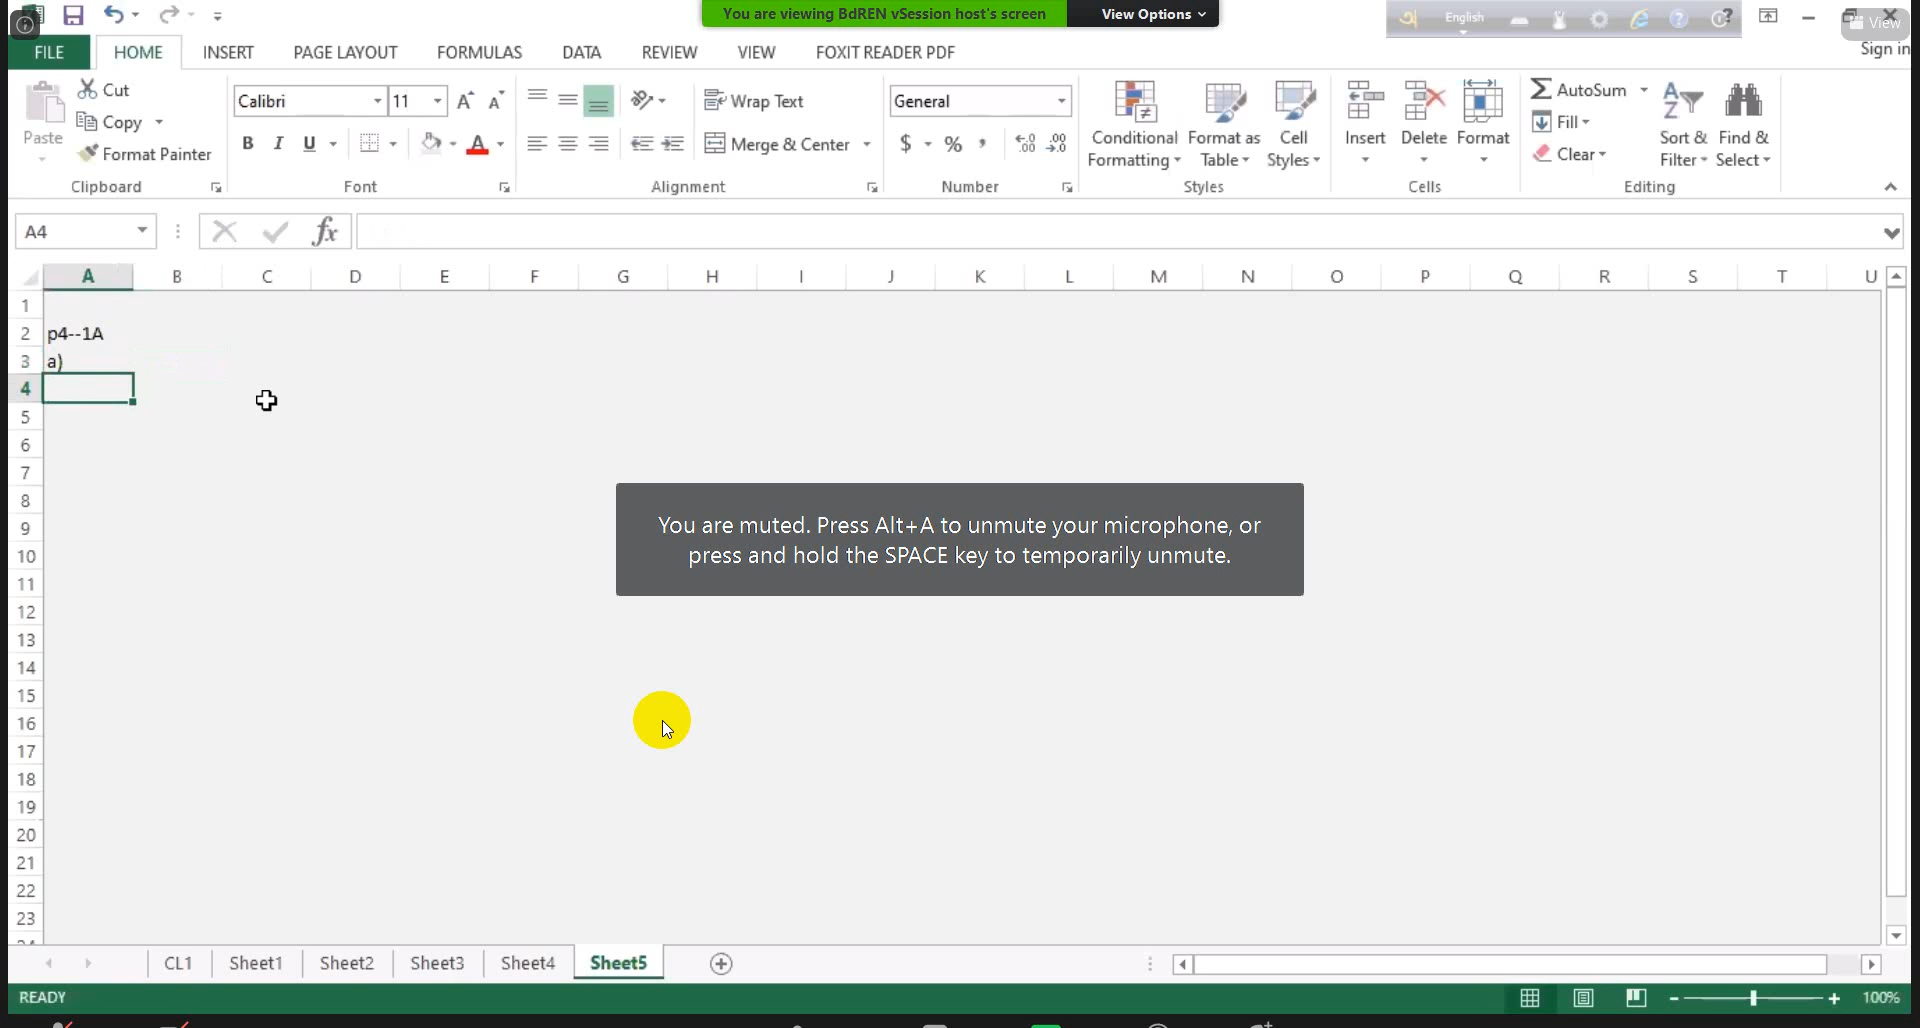 You are viewing BdREN vSession host's screen View Options
English
View
FILE HOME INSERT PAGE LAYOUT FORMULAS DATA REVIEW VIEW FOXIT READER PDF
Sign in
Paste
Cut
Copy
Format Painter
Clipboard
Calibri 11
B I U
Font
Wrap Text
Merge & Center
Alignment
General
$ % ,
Number
Conditional Formatting
Format as Table
Cell Styles
Styles
Insert
Delete
Format
Cells
AutoSum
Fill
Clear
Sort & Filter
Find & Select
Editing
A4
fx
A B C D E F G H I J K L M N O P Q R S T U
1
2 p4--1A
3 a)
4
5
6
7
8
9
10
11
12
13
14
15
16
17
18
19
20
21
22
23
24
You are muted. Press Alt+A to unmute your microphone, or
press and hold the SPACE key to temporarily unmute.
CL1 Sheet1 Sheet2 Sheet3 Sheet4 Sheet5
READY
100%